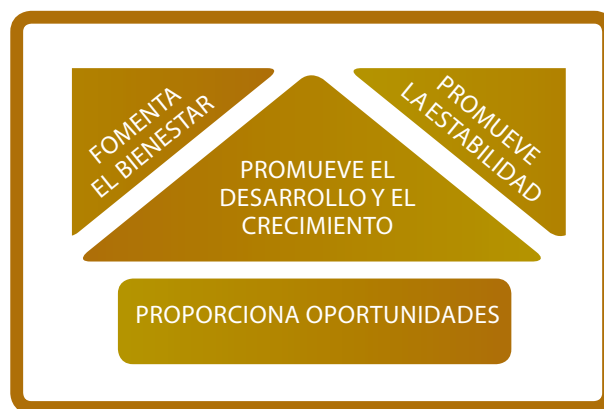 FOMENTA
EL BIENESTAR
PROMUEVE
LA ESTABILIDAD
PROMUEVE EL
DESARROLLO Y EL
CRECIMIENTO
PROPORCIONA OPORTUNIDADES